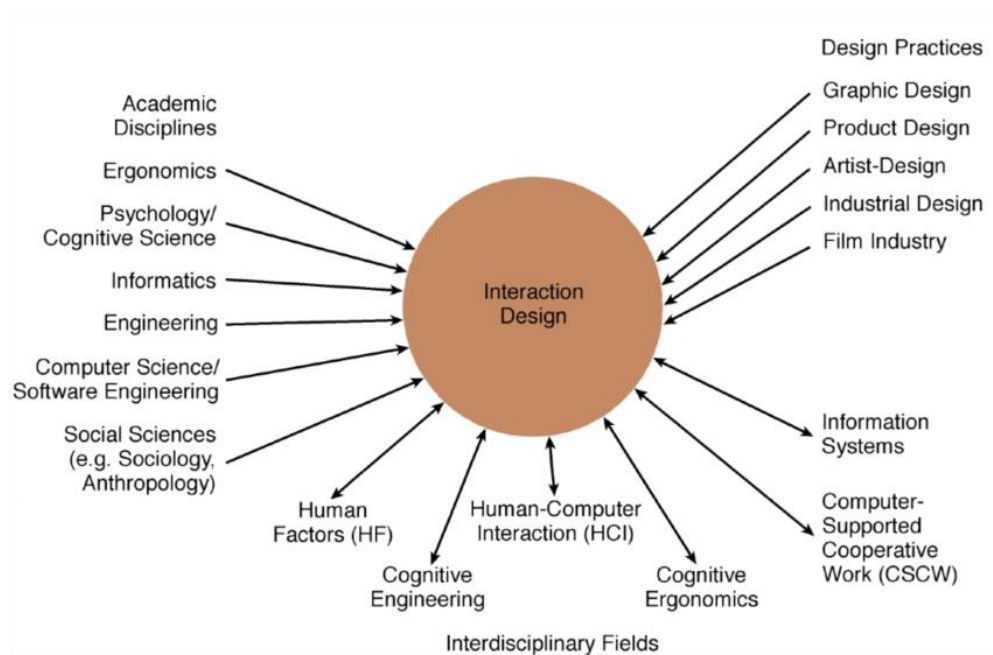 Academic
Disciplines
Ergonomics
Psychology/
Cognitive Science
Informatics
Engineering
Computer Science/
Software Engineering
Social Sciences
(e.g. Sociology,
Anthropology)
Interaction
Design
Design Practices
Graphic Design
Product Design
Artist-Design
Industrial Design
Film Industry
Human
Factors (HF)
Cognitive
Engineering
Human-Computer
Interaction (HCI)
Cognitive
Ergonomics
Information
Systems
Computer-
Supported
Cooperative
Work (CSCW)
Interdisciplinary Fields